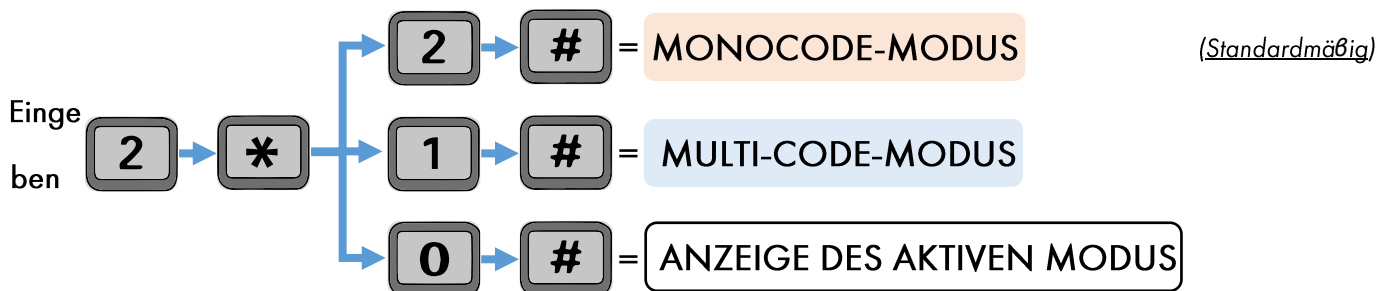 2 # = MONOCODE-MODUS (Standardmäßig)
Einge
2 * 1 # = MULTI-CODE-MODUS
ben
0 # = ANZEIGE DES AKTIVEN MODUS